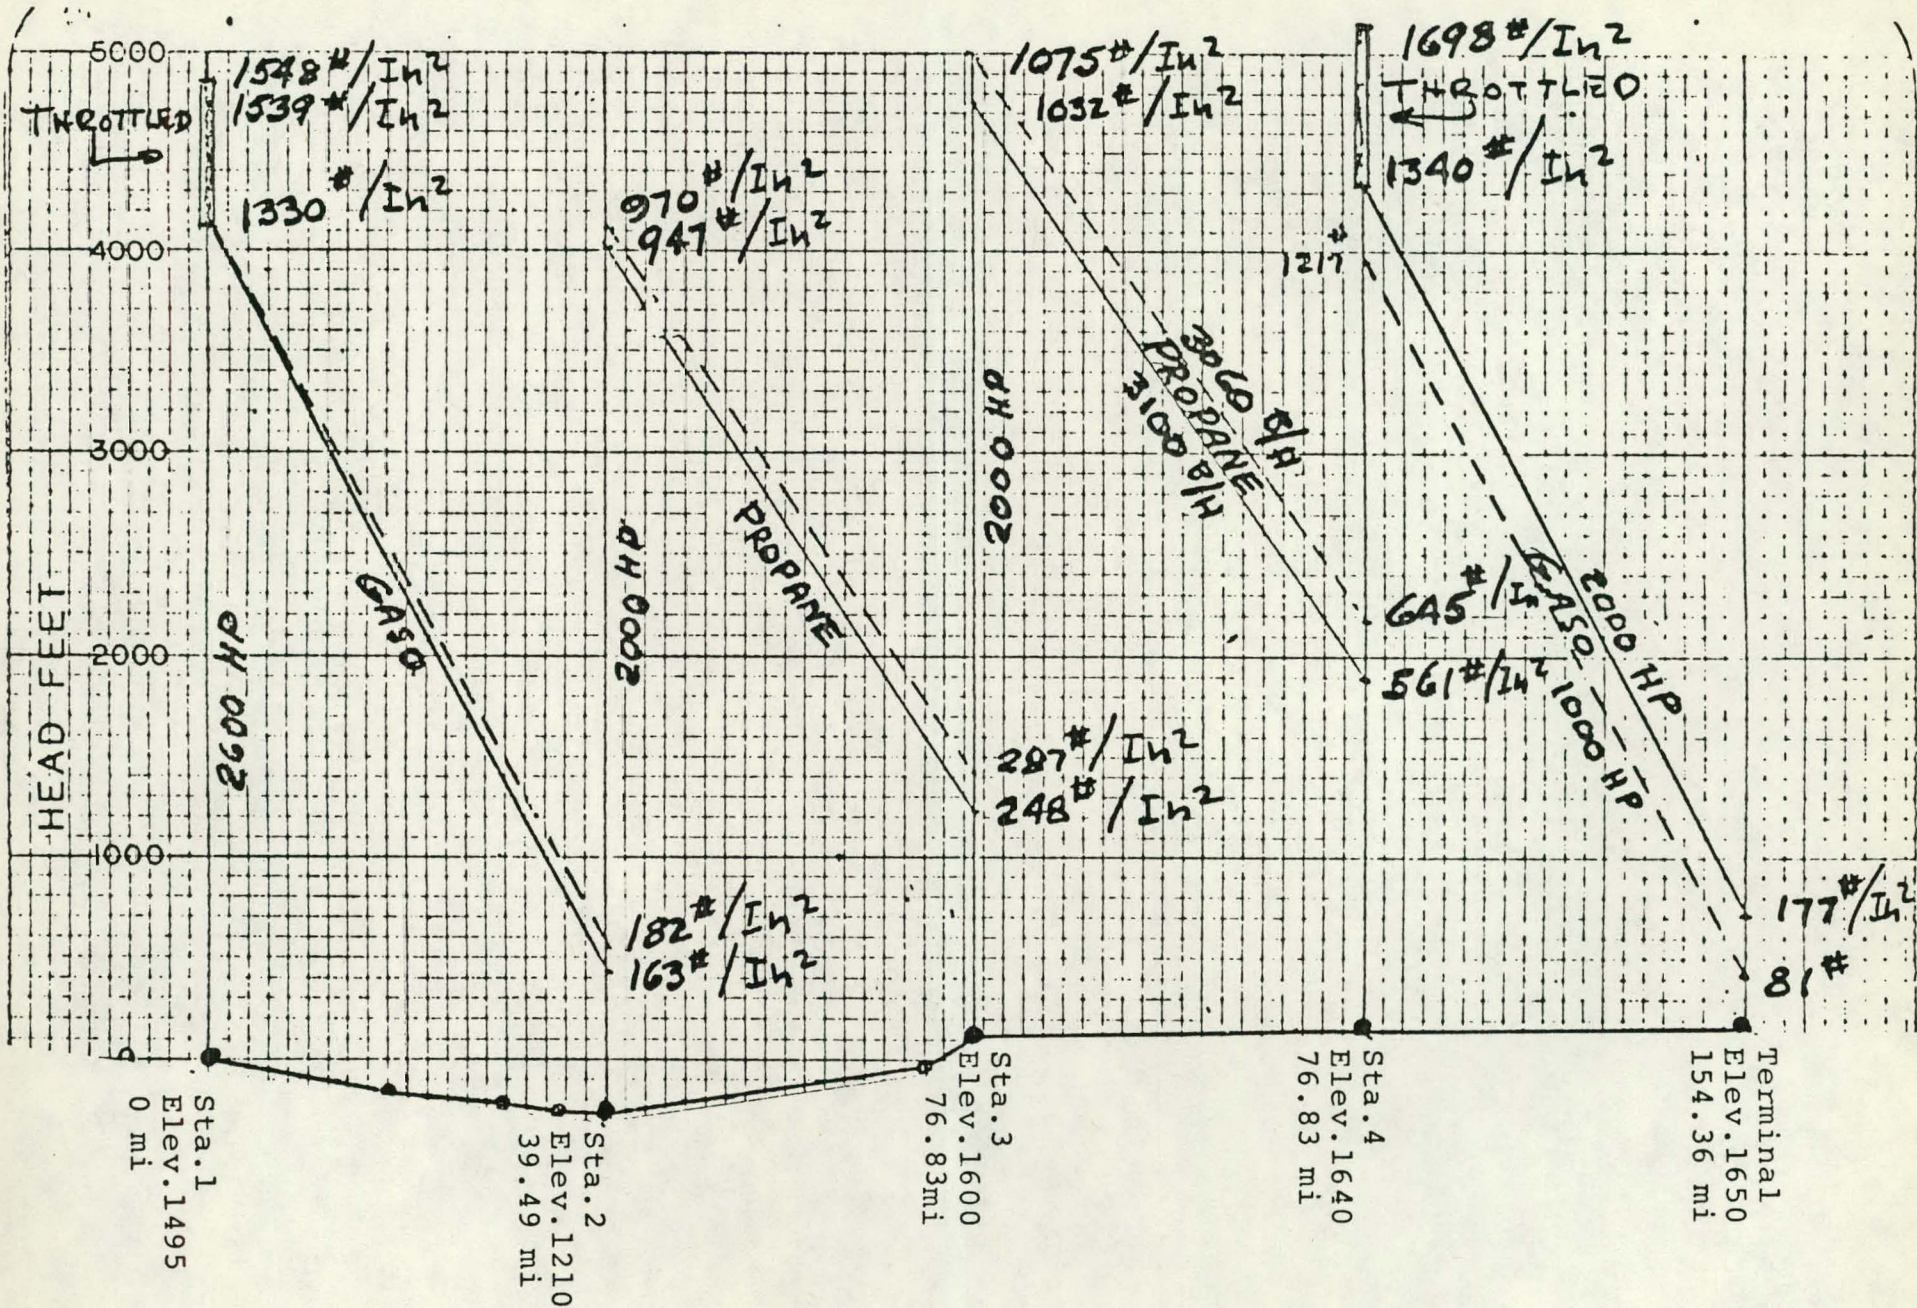 5000
4000
3000
2000
1000
0
HEAD FEET
THROTTLED
1548 #/In²
1539 #/In²
1330 #/In²
2600 HP
GASO
970 #/In²
947 #/In²
2000 HP
PROPANE
182 #/In²
163 #/In²
1075 #/In²
1032 #/In²
2000 HP
3060 B/H
PROPANE
3100 B/H
287 #/In²
248 #/In²
1698 #/In²
THROTTLED
1340 #/In²
1217 #
645 #/In
561 #/In²
2000 HP
GASO 1000 HP
177 #/In²
81 #
Sta.1
Elev.1495
0 mi
Sta.2
Elev.1210
39.49 mi
Sta.3
Elev.1600
76.83mi
Sta.4
Elev.1640
76.83 mi
Terminal
Elev.1650
154.36 mi